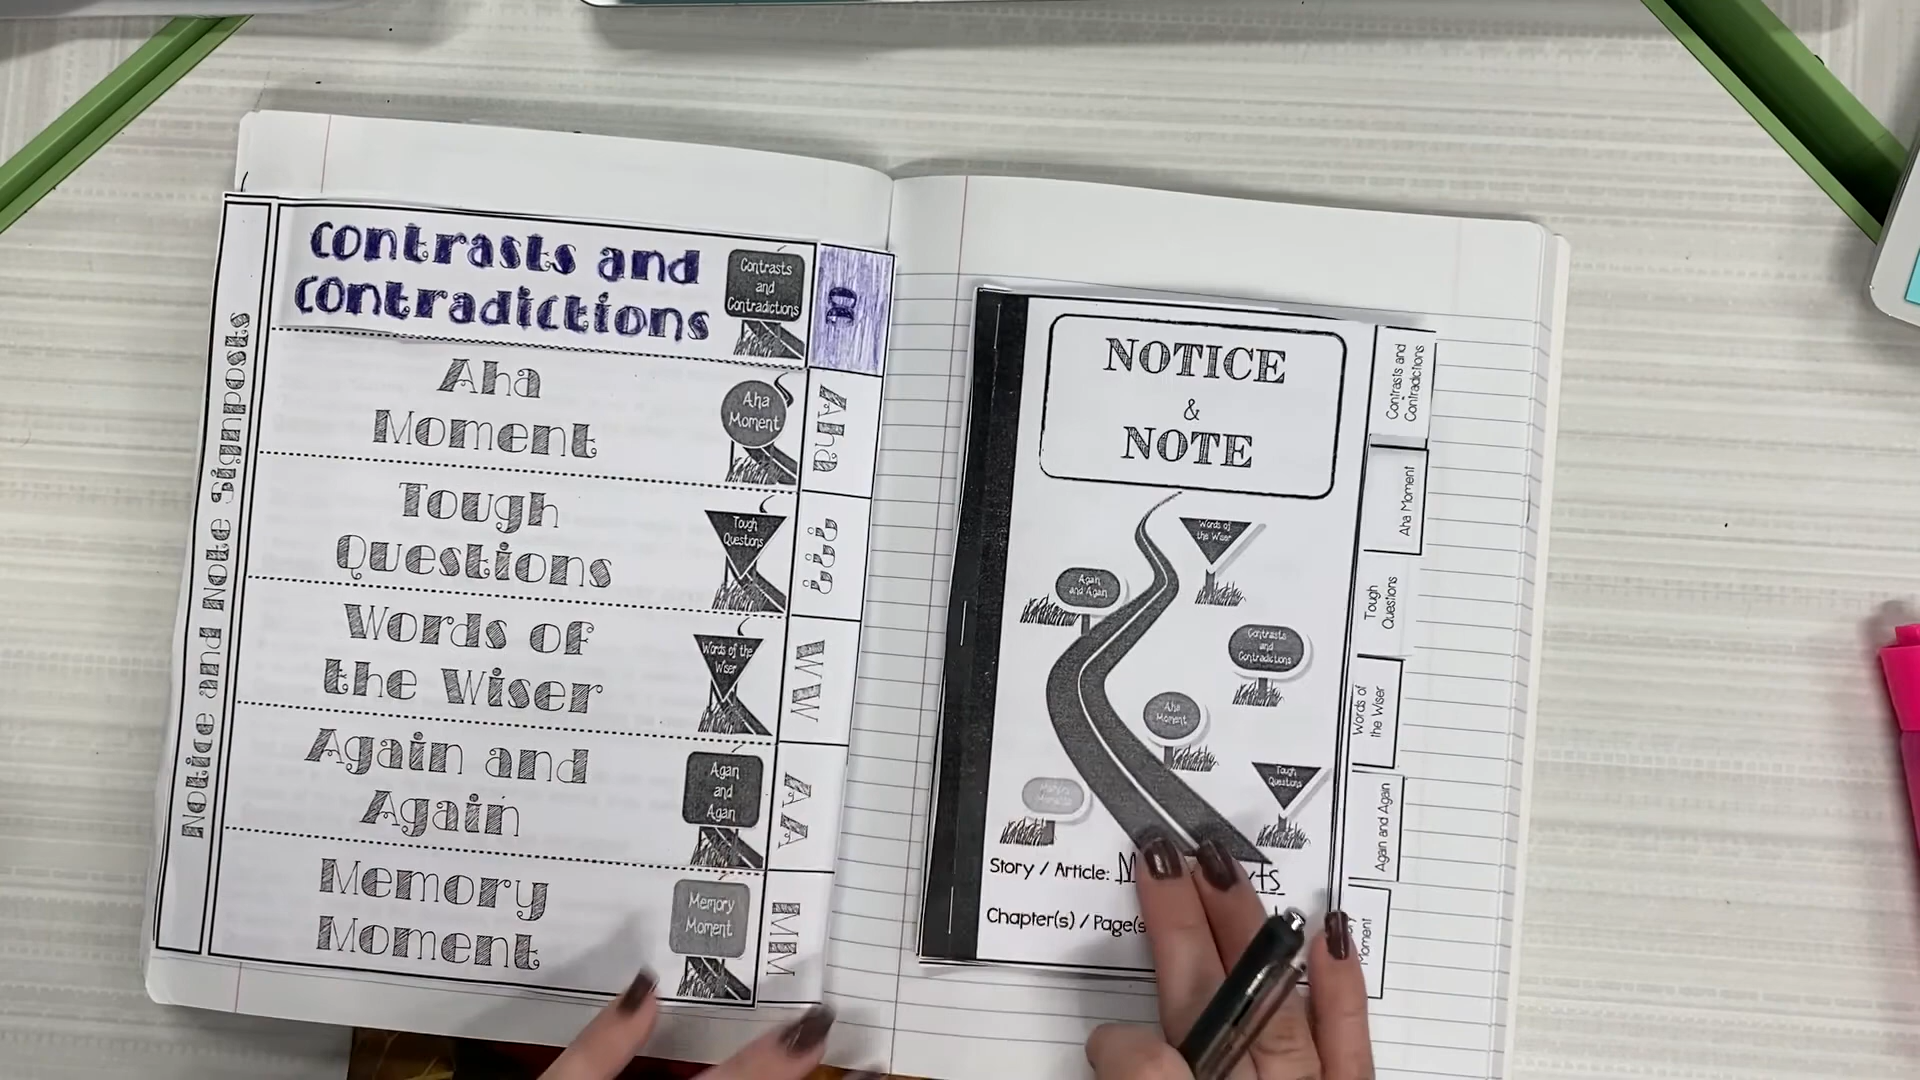 Notice and Note Signposts
Contrasts and
Contradictions
Contrasts
and
Contradictions
Aha
Moment
Aha
Moment
Aha
Tough
Questions
Tough
Questions
???
Words of
the Wiser
Words of the
Wiser
WW
Again and
Again
Again
and
Again
AA
Memory
Moment
Memory
Moment
MM
NOTICE
&
NOTE
Words of
the Wiser
Again
and Again
Contrasts
and
Contradictions
Aha
Moment
Memory
Moment
Tough
Questions
Story / Article:
Chapter(s) / Page(s
Contrasts and
Contradictions
Aha Moment
Tough
Questions
Words of
the Wiser
Again and Again
Moment